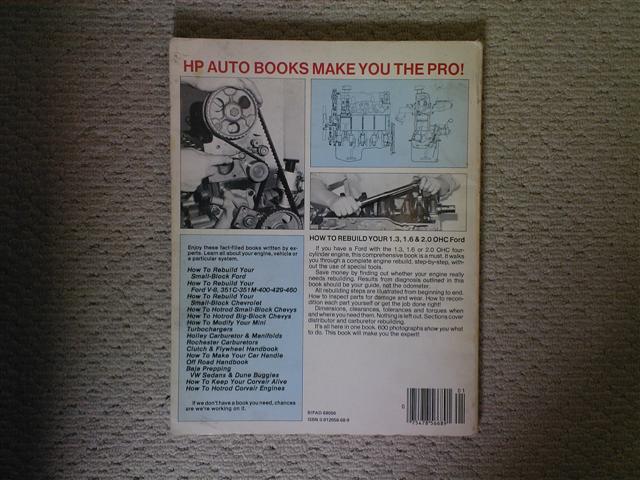 HP AUTO BOOKS MAKE YOU THE PRO!
Enjoy these fact-filled books written by ex-
perts. Learn all about your engine, vehicle or
a particular system.
How To Rebuild Your
Small-Block Ford
How To Rebuild Your
Ford V-8, 351C-351M-400-429-460
How To Rebuild Your
Small-Block Chevrolet
How To Hotrod Small-Block Chevys
How To Hotrod Big-Block Chevys
How To Modify Your Mini
Turbochargers
Holley Carburetor & Manifolds
Rochester Carburetors
Clutch & Flywheel Handbook
How To Make Your Car Handle
Off Road Handbook
Baja Prepping
VW Sedans & Dune Buggies
How To Keep Your Corvair Alive
How To Hotrod Corvair Engines
If we don't have a book you need, chances
are we're working on it.
HOW TO REBUILD YOUR 1.3, 1.6 & 2.0 OHC Ford
If you have a Ford with the 1.3, 1.6 or 2.0 OHC four-
cylinder engine, this comprehensive book is a must. It walks
you through a complete engine rebuild, step-by-step, with-
out the use of special tools.
Save money by finding out whether your engine really
needs rebuilding. Results from diagnosis outlined in this
book should be your guide, not the odometer.
All rebuilding steps are illustrated from beginning to end.
How to inspect parts for damage and wear. How to recon-
dition each part yourself or get the job done right!
Dimensions, clearances, tolerances and torques when
and where you need them. Nothing is left out. Sections cover
distributor and carburetor rebuilding.
It's all here in one book. 600 photographs show you what
to do. This book will make you the expert!
ISBN 0-912656-68-9
01
0